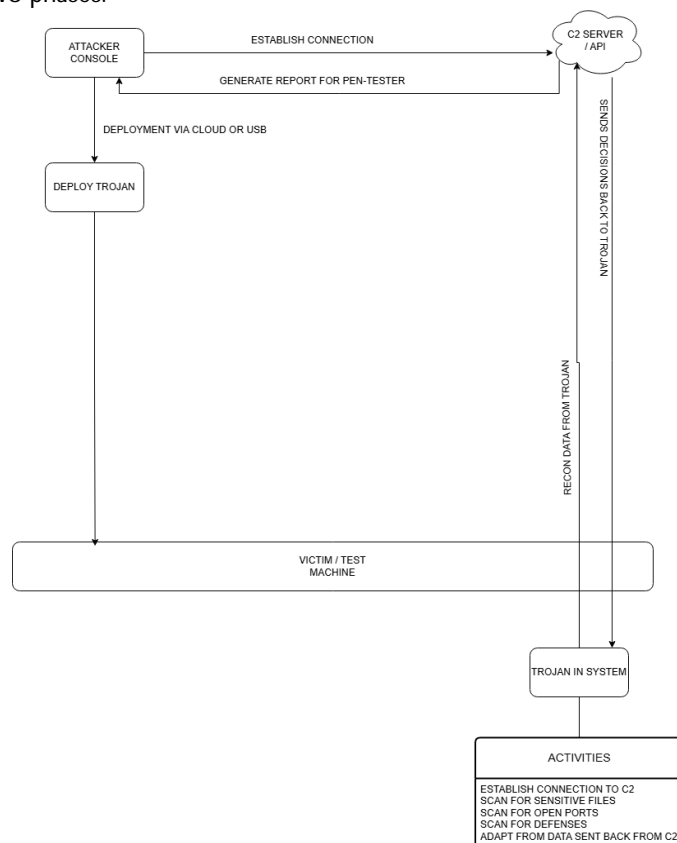 phases.
ATTACKER
CONSOLE
ESTABLISH CONNECTION
C2 SERVER
/ API
GENERATE REPORT FOR PEN-TESTER
DEPLOYMENT VIA CLOUD OR USB
DEPLOY TROJAN
SENDS DECISIONS BACK TO TROJAN
RECON DATA FROM TROJAN
VICTIM / TEST
MACHINE
TROJAN IN SYSTEM
ACTIVITIES
ESTABLISH CONNECTION TO C2
SCAN FOR SENSITIVE FILES
SCAN FOR OPEN PORTS
SCAN FOR DEFENSES
ADAPT FROM DATA SENT BACK FROM C2